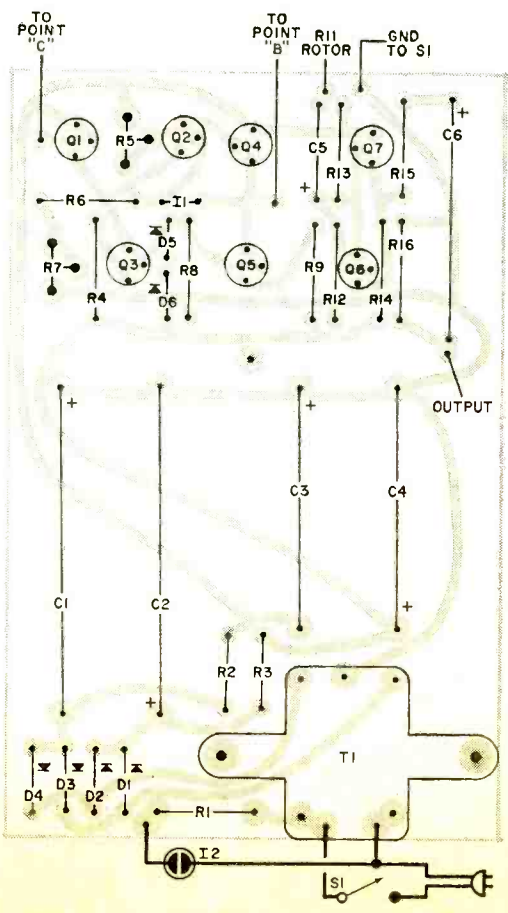 TO
POINT
"C"
TO
POINT
"B"
R11
ROTOR
GND
TO S1
Q1
R5
Q2
Q4
C5
R13
Q7
R15
C6
+
+
R6
I1
R7
R4
Q3
D5
D6
R8
Q5
R9
R12
Q6
R14
R16
OUTPUT
+
+
C1
C2
C3
C4
+
+
R2
R3
T1
D4
D3
D2
D1
R1
I2
S1